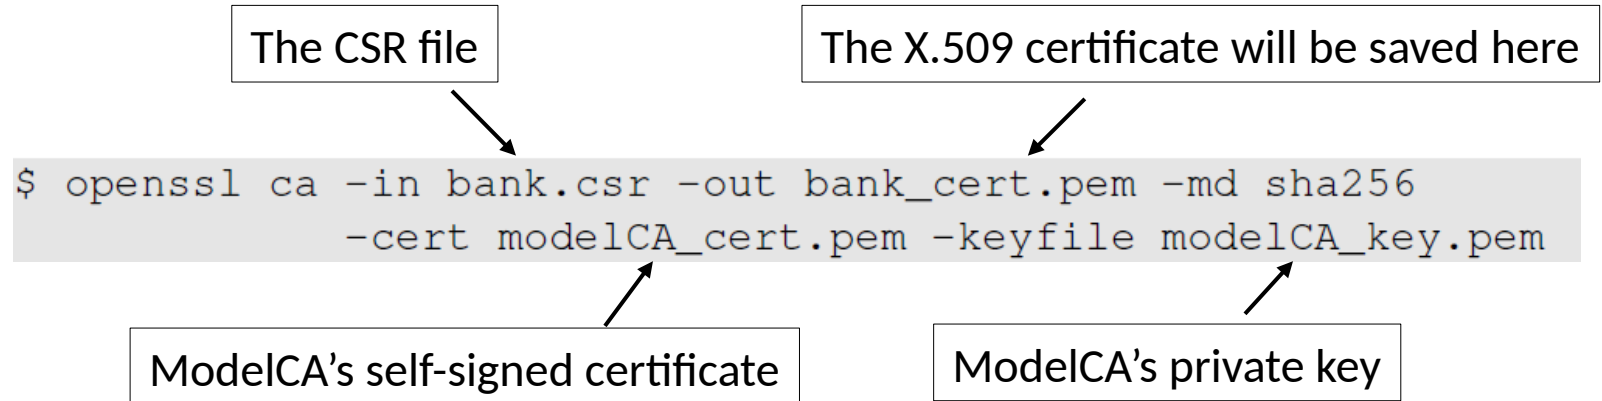 The CSR file
The X.509 certificate will be saved here
$ openssl ca -in bank.csr -out bank_cert.pem -md sha256
-cert modelCA_cert.pem -keyfile modelCA_key.pem
ModelCA’s self-signed certificate
ModelCA’s private key